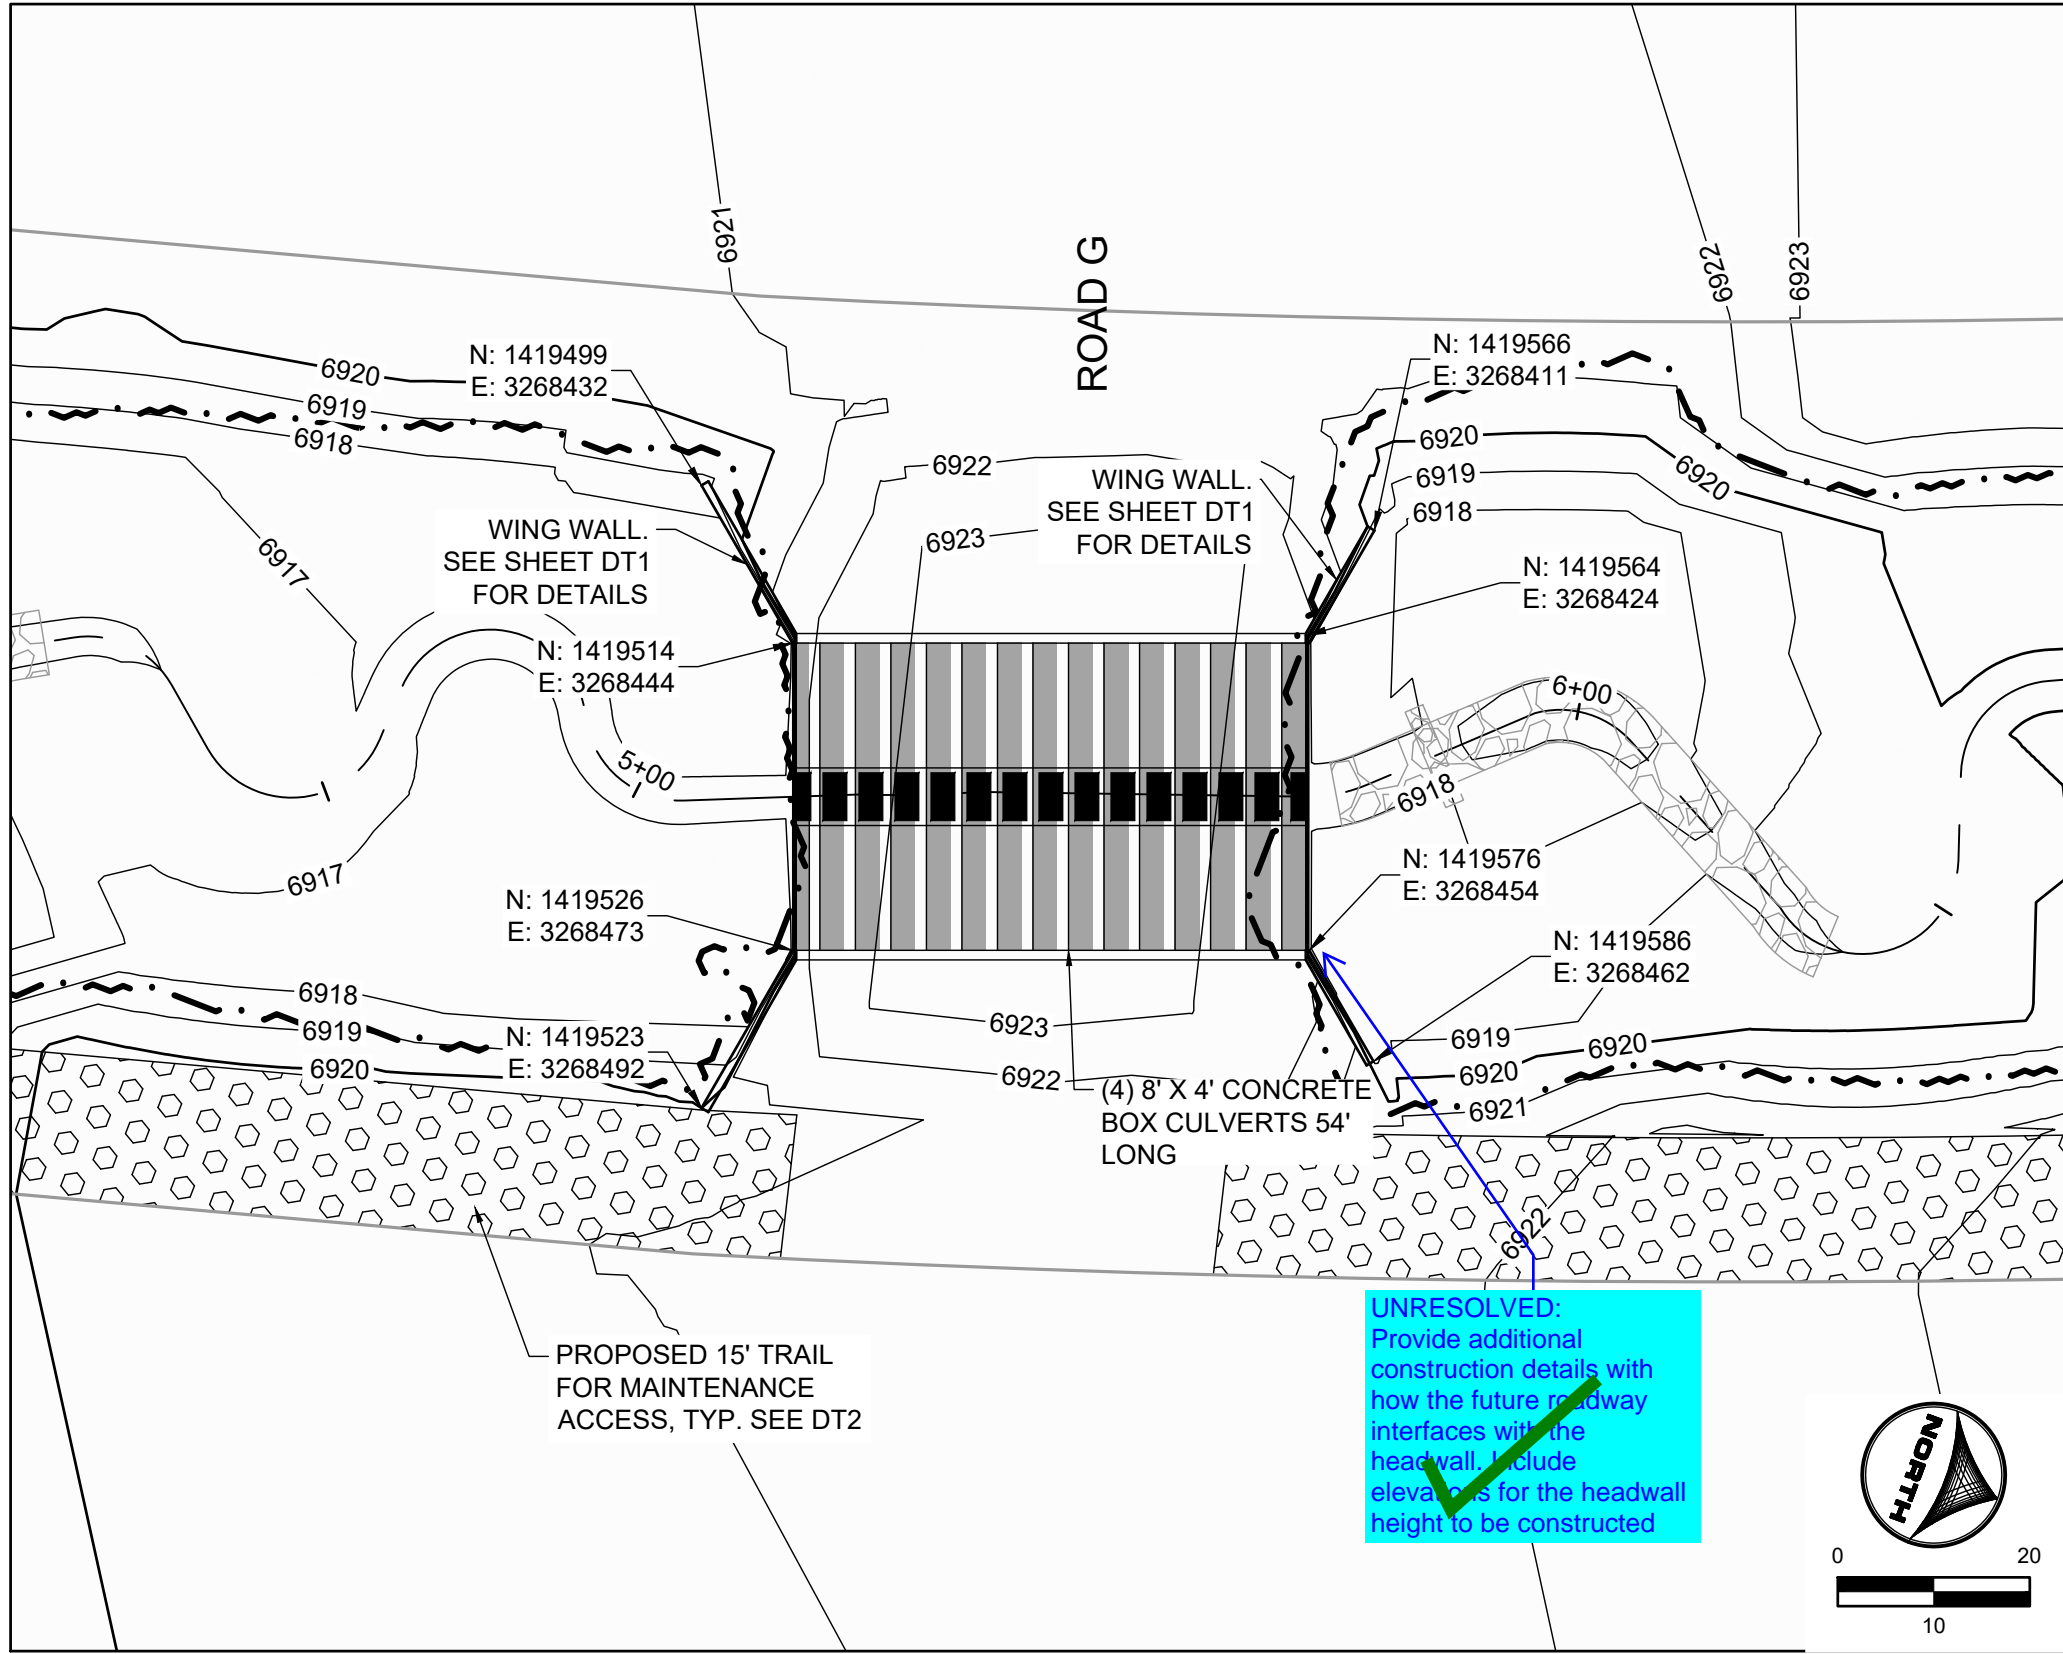 6921
ROAD G
6922
6923
N: 1419499
E: 3268432
6920
6919
6918
N: 1419566
E: 3268411
6920
6919
6918
6920
6922
6923
WING WALL.
SEE SHEET DT1
FOR DETAILS
WING WALL.
SEE SHEET DT1
FOR DETAILS
6917
N: 1419564
E: 3268424
N: 1419514
E: 3268444
5+00
6+00
6918
6917
N: 1419576
E: 3268454
N: 1419526
E: 3268473
N: 1419586
E: 3268462
6918
6919
6920
N: 1419523
E: 3268492
6923
6922
6919
6920
6920
6921
(4) 8' X 4' CONCRETE
BOX CULVERTS 54'
LONG
6922
PROPOSED 15' TRAIL
FOR MAINTENANCE
ACCESS, TYP. SEE DT2
UNRESOLVED:
Provide additional
construction details with
how the future roadway
interfaces with the
headwall. Include
elevations for the headwall
height to be constructed
NORTH
0 20
10